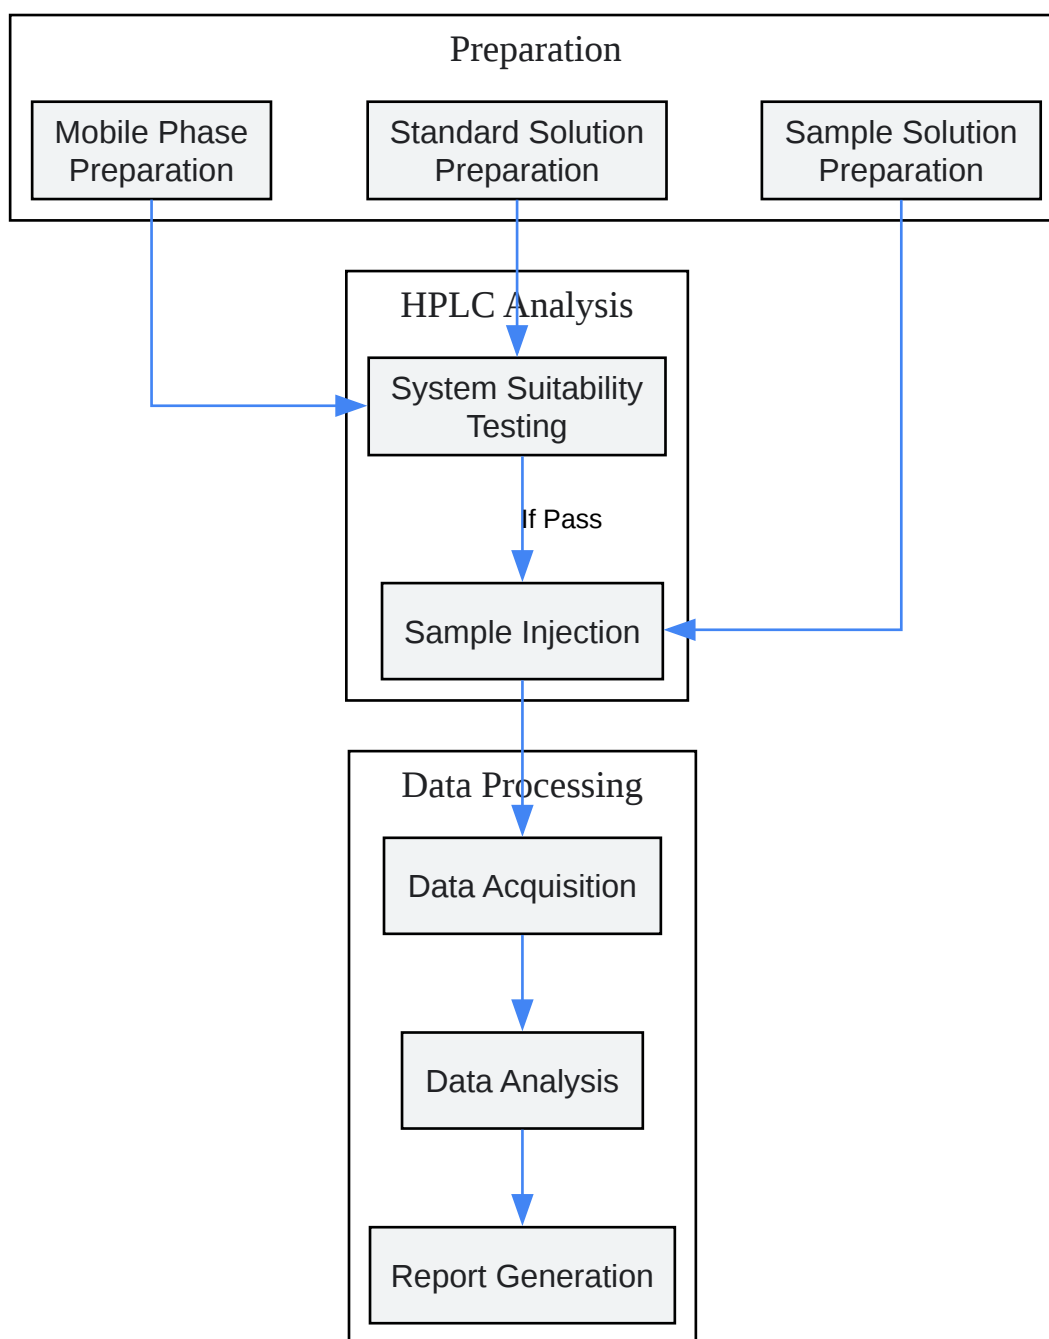 Preparation
Mobile Phase
Preparation
Standard Solution
Preparation
Sample Solution
Preparation
HPLC Analysis
System Suitability
Testing
If Pass
Sample Injection
Data Processing
Data Acquisition
Data Analysis
Report Generation